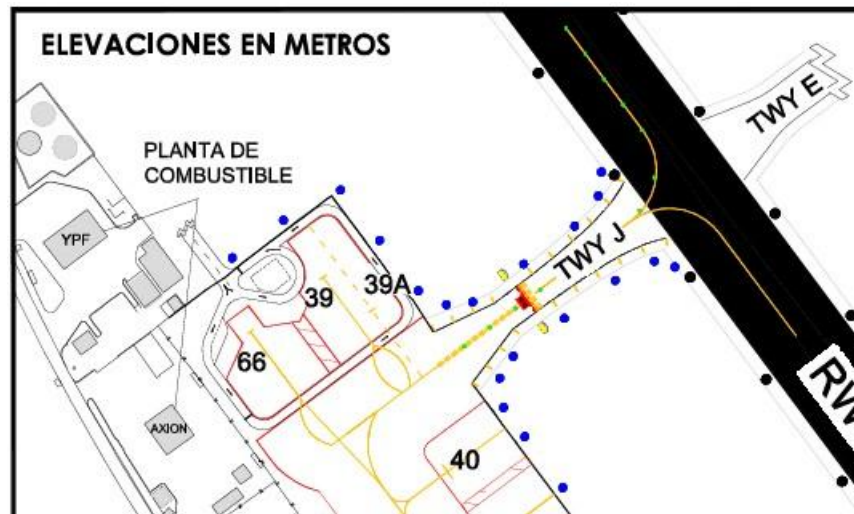 ELEVACIONES EN METROS
TWY E
PLANTA DE
COMBUSTIBLE
YPF
TWY J
39A
39
66
RW
AXION
40